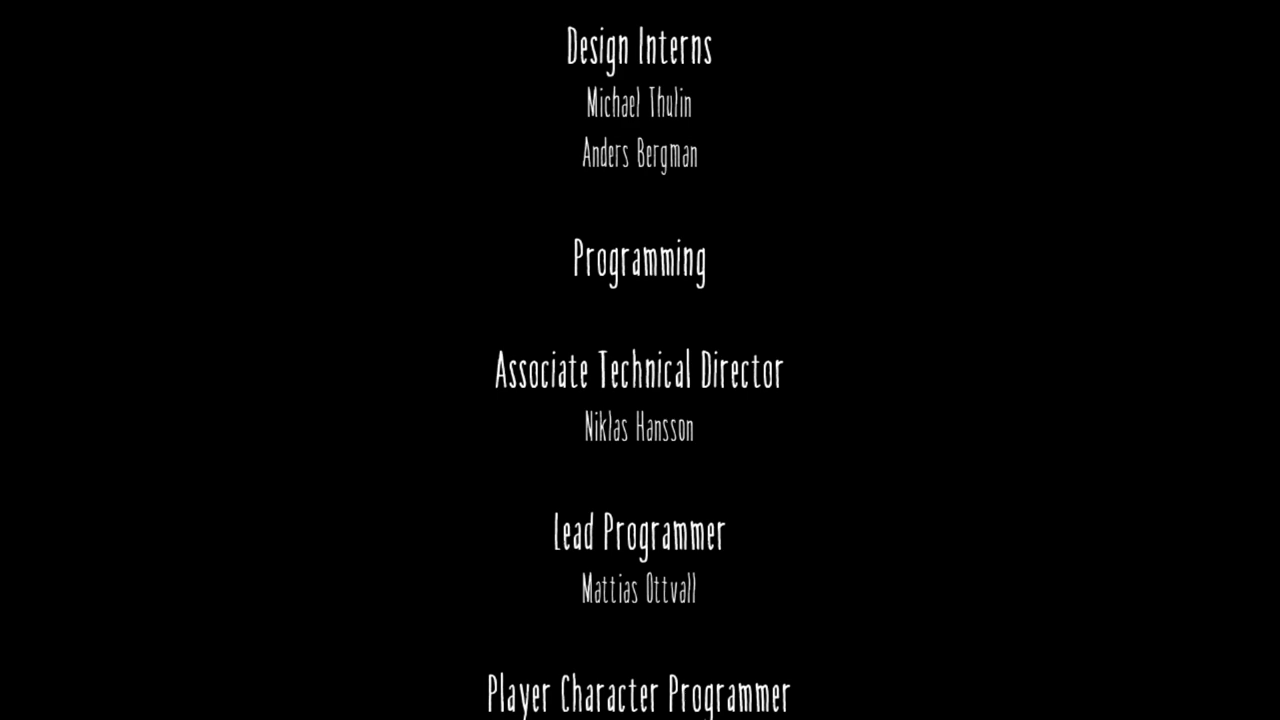 Design Interns
Michael Thulin
Anders Bergman
Programming
Associate Technical Director
Niklas Hansson
Lead Programmer
Mattias Ottvall
Player Character Programmer